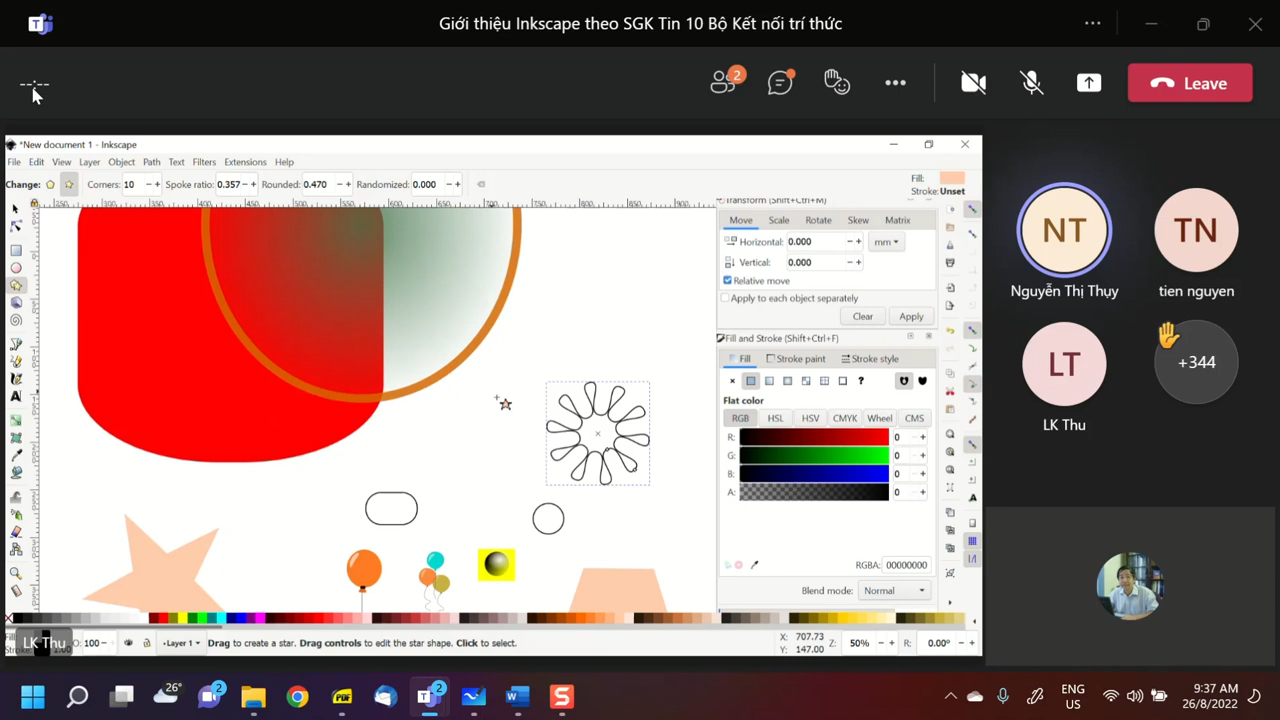 Giới thiệu Inkscape theo SGK Tin 10 Bộ Kết nối trí thức
2
Leave
*New document 1 - Inkscape
File Edit View Layer Object Path Text Filters Extensions Help
Change: Corners: 10 Spoke ratio: 0.357 Rounded: 0.470 Randomized: 0.000
Fill:
Stroke: Unset
Transform (Shift+Ctrl+M)
Move Scale Rotate Skew Matrix
Horizontal: 0.000 mm
Vertical: 0.000
Relative move
Apply to each object separately
Clear Apply
Fill and Stroke (Shift+Ctrl+F)
Fill Stroke paint Stroke style
Flat color
RGB HSL HSV CMYK Wheel CMS
R: 0
G: 0
B: 0
A: 0
RGBA: 00000000
Blend mode: Normal
O: 100 Layer 1 Drag to create a star. Drag controls to edit the star shape. Click to select.
X: 707.73
Y: 147.00
Z: 50% R: 0.00°
LK Thu
NT
Nguyễn Thị Thụy
TN
tien nguyen
LT
LK Thu
+344
26°
2
PDF
2
ENG
US
9:37 AM
26/8/2022